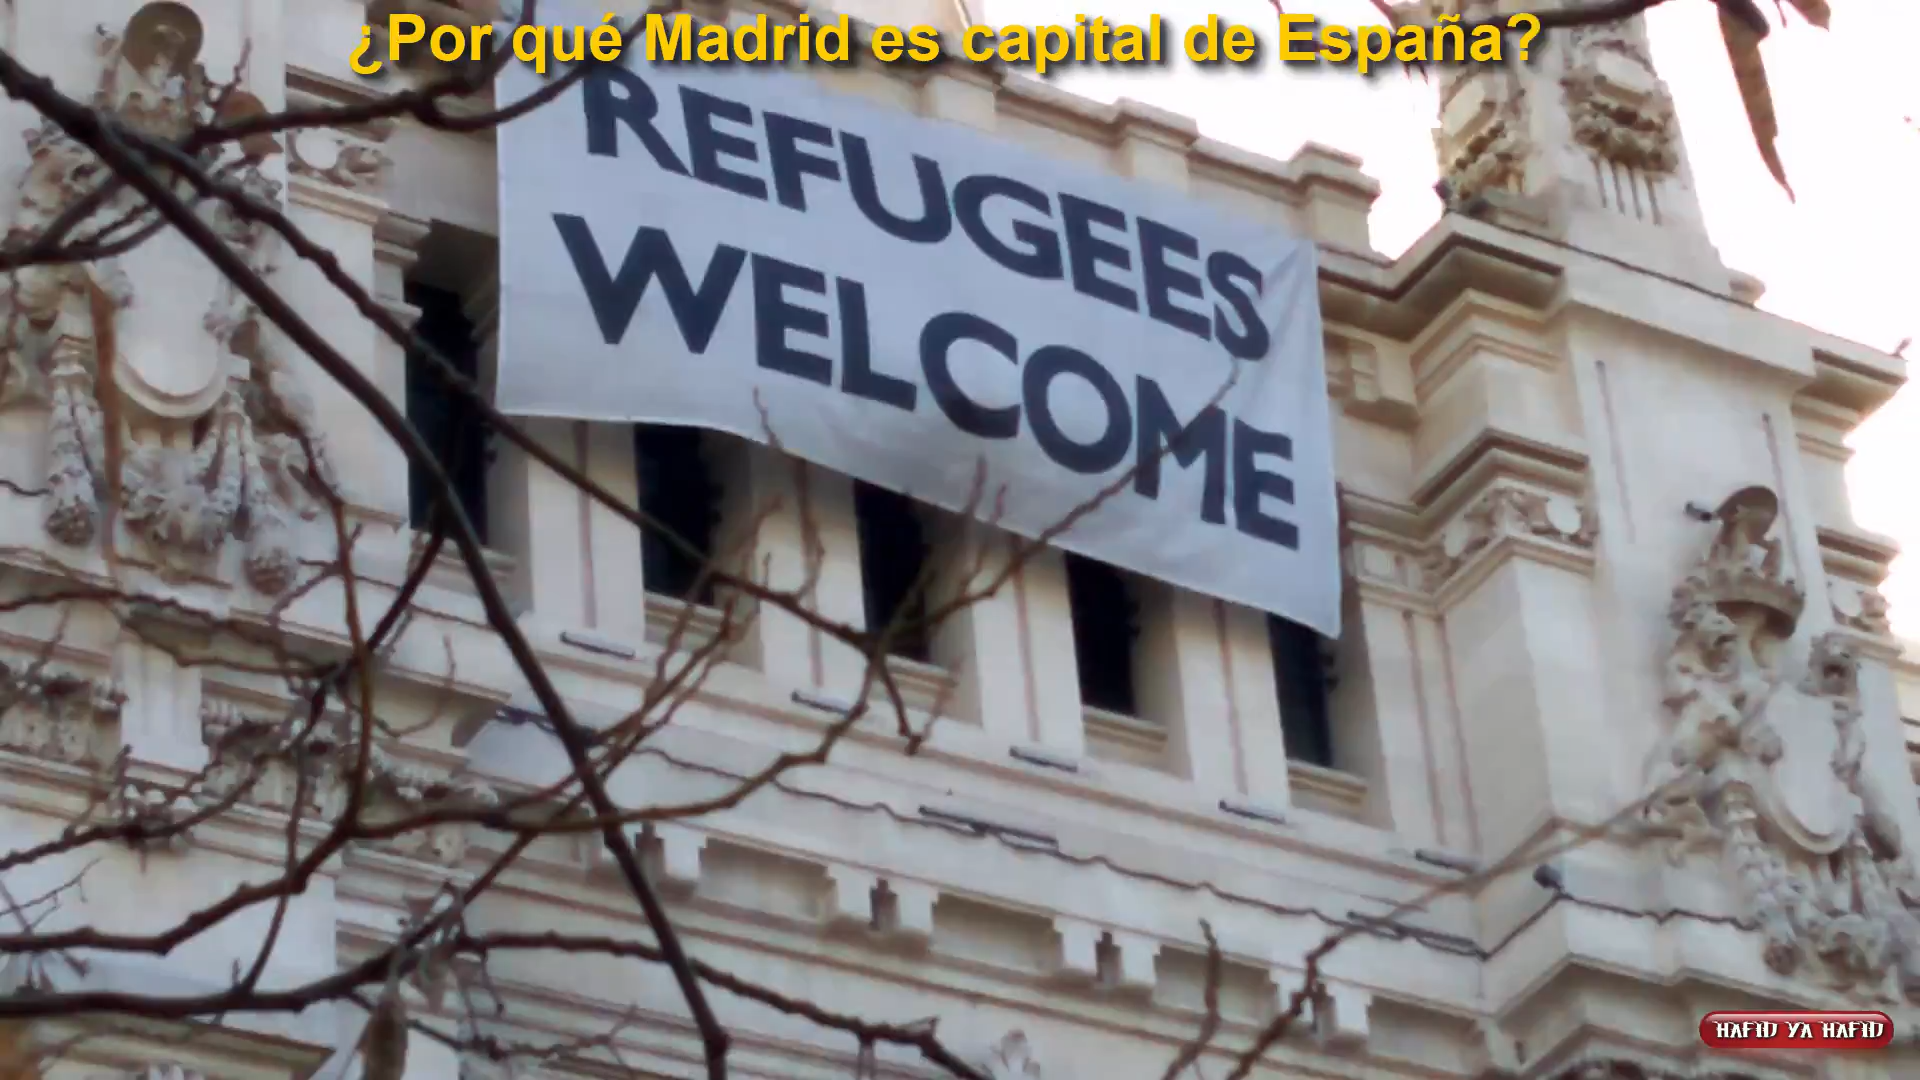 ¿Por qué Madrid es capital de España?
REFUGEES
WELCOME
HAFID YA HAFID